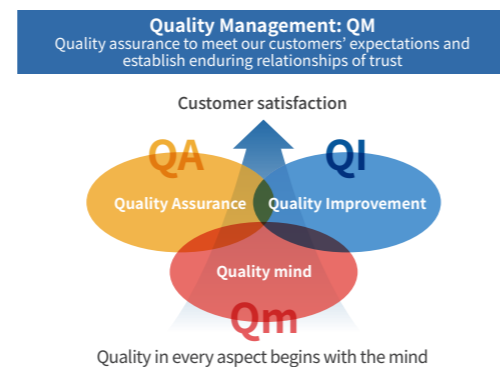 Quality Management: QM
Quality assurance to meet our customers’ expectations and
establish enduring relationships of trust
Customer satisfaction
QA
QI
Quality Assurance
Quality Improvement
Quality mind
Qm
Quality in every aspect begins with the mind